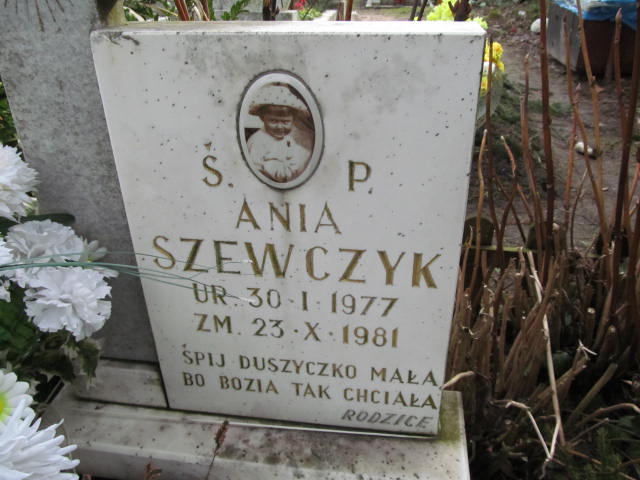 Ś. P.
ANIA
SZEWCZYK
UR. 30·I·1977
ZM. 23·X·1981
ŚPIJ DUSZYCZKO MAŁA
BO BOZIA TAK CHCIAŁA
RODZICE